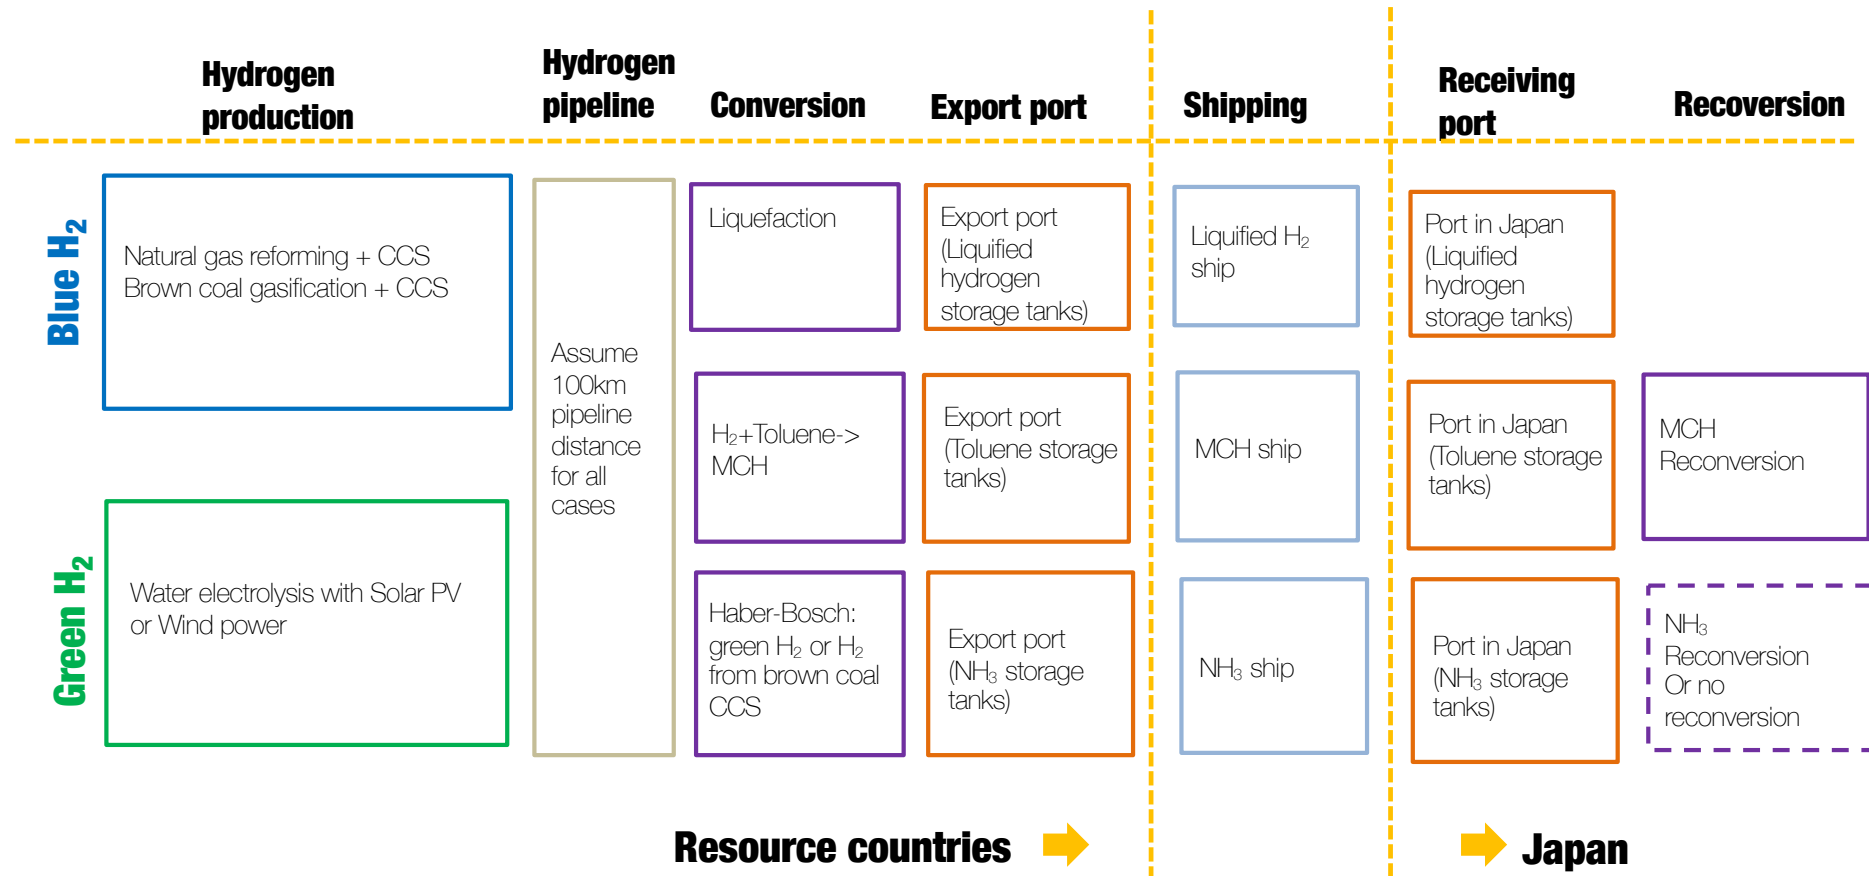 Hydrogen
production
Hydrogen
pipeline
Conversion
Export port
Shipping
Receiving
port
Recoversion
Blue H₂
Natural gas reforming + CCS
Brown coal gasification + CCS
Green H₂
Water electrolysis with Solar PV
or Wind power
Assume
100km
pipeline
distance
for all
cases
Liquefaction
Export port
(Liquified
hydrogen
storage tanks)
Liquified H₂
ship
Port in Japan
(Liquified
hydrogen
storage tanks)
H₂+Toluene->
MCH
Export port
(Toluene storage
tanks)
MCH ship
Port in Japan
(Toluene storage
tanks)
MCH
Reconversion
Haber-Bosch:
green H₂ or H₂
from brown coal
CCS
Export port
(NH₃ storage
tanks)
NH₃ ship
Port in Japan
(NH₃ storage
tanks)
NH₃
Reconversion
Or no
reconversion
Resource countries
Japan